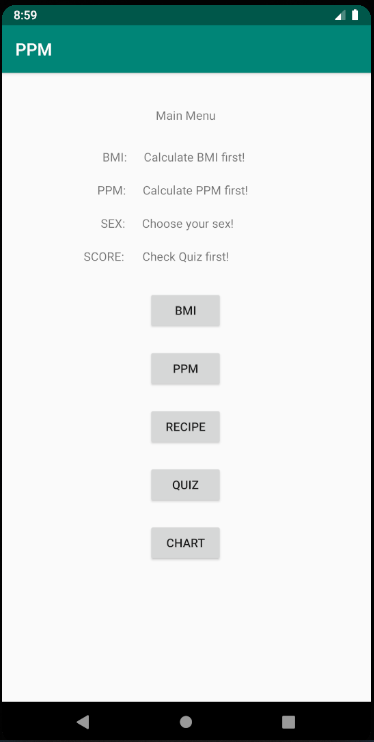 8:59
PPM
Main Menu
BMI: Calculate BMI first!
PPM: Calculate PPM first!
SEX: Choose your sex!
SCORE: Check Quiz first!
BMI
PPM
RECIPE
QUIZ
CHART